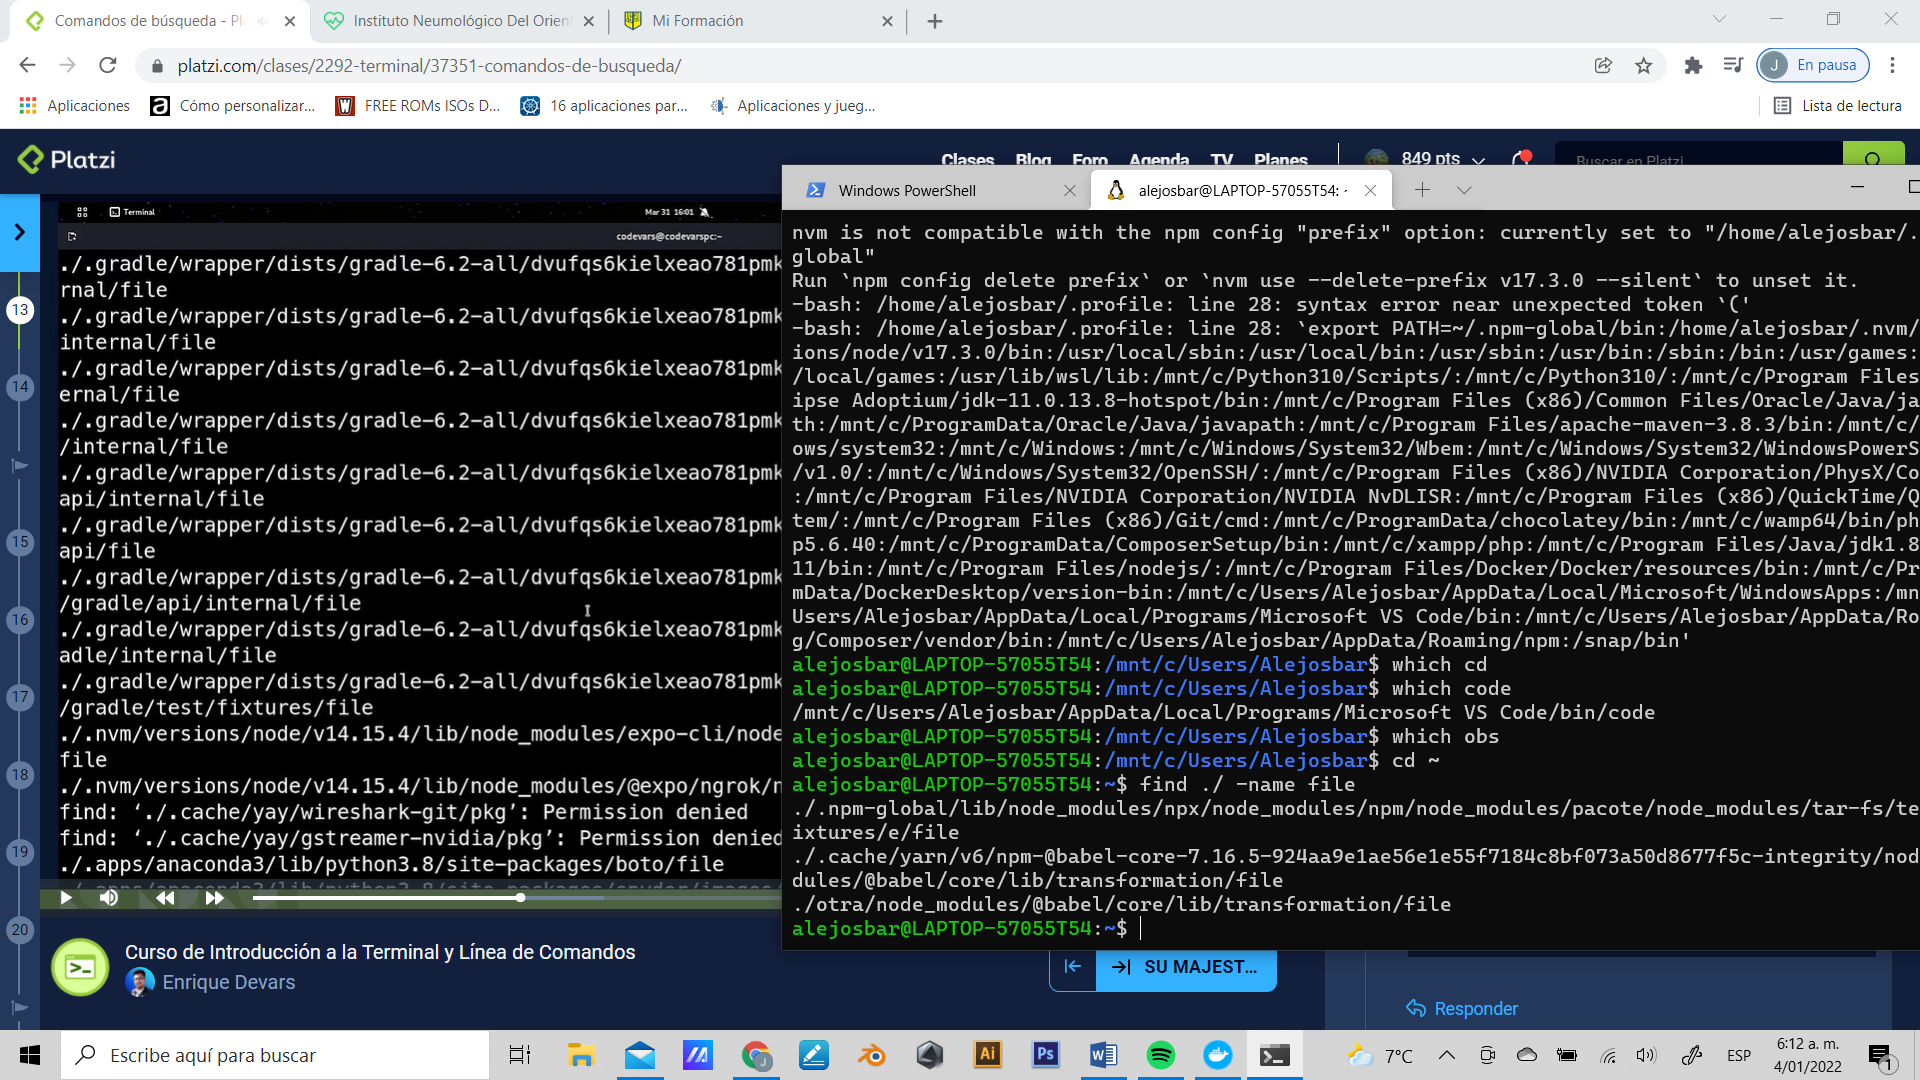 Comandos de búsqueda - Pl
Instituto Neumológico Del Orien
Mi Formación
platzi.com/clases/2292-terminal/37351-comandos-de-busqueda/
J En pausa
Aplicaciones
Cómo personalizar...
FREE ROMs ISOs D...
16 aplicaciones par...
Aplicaciones y jueg...
Lista de lectura
Platzi
Clases Blog Foro Agenda TV Planes
849 pts
Buscar en Platzi
13
14
15
16
17
18
19
20
Terminal
Mar 31 16:01
codevars@codevarspc:~
./.gradle/wrapper/dists/gradle-6.2-all/dvufqs6kielxeao781pmk
rnal/file
./.gradle/wrapper/dists/gradle-6.2-all/dvufqs6kielxeao781pmk
internal/file
./.gradle/wrapper/dists/gradle-6.2-all/dvufqs6kielxeao781pmk
ernal/file
./.gradle/wrapper/dists/gradle-6.2-all/dvufqs6kielxeao781pmk
/internal/file
./.gradle/wrapper/dists/gradle-6.2-all/dvufqs6kielxeao781pmk
api/internal/file
./.gradle/wrapper/dists/gradle-6.2-all/dvufqs6kielxeao781pmk
api/file
./.gradle/wrapper/dists/gradle-6.2-all/dvufqs6kielxeao781pmk
/gradle/api/internal/file
./.gradle/wrapper/dists/gradle-6.2-all/dvufqs6kielxeao781pmk
adle/internal/file
./.gradle/wrapper/dists/gradle-6.2-all/dvufqs6kielxeao781pmk
/gradle/test/fixtures/file
./.nvm/versions/node/v14.15.4/lib/node_modules/expo-cli/node
file
./.nvm/versions/node/v14.15.4/lib/node_modules/@expo/ngrok/n
find: ‘./.cache/yay/wireshark-git/pkg’: Permission denied
find: ‘./.cache/yay/gstreamer-nvidia/pkg’: Permission denied
./.apps/anaconda3/lib/python3.8/site-packages/boto/file
Windows PowerShell
alejosbar@LAPTOP-57055T54: ~
nvm is not compatible with the npm config "prefix" option: currently set to "/home/alejosbar/.
global"
Run `npm config delete prefix` or `nvm use --delete-prefix v17.3.0 --silent` to unset it.
-bash: /home/alejosbar/.profile: line 28: syntax error near unexpected token `('
-bash: /home/alejosbar/.profile: line 28: `export PATH=~/.npm-global/bin:/home/alejosbar/.nvm/
ions/node/v17.3.0/bin:/usr/local/sbin:/usr/local/bin:/usr/sbin:/usr/bin:/sbin:/bin:/usr/games:
/local/games:/usr/lib/wsl/lib:/mnt/c/Python310/Scripts/:/mnt/c/Python310/:/mnt/c/Program Files
ipse Adoptium/jdk-11.0.13.8-hotspot/bin:/mnt/c/Program Files (x86)/Common Files/Oracle/Java/ja
th:/mnt/c/ProgramData/Oracle/Java/javapath:/mnt/c/Program Files/apache-maven-3.8.3/bin:/mnt/c/
ows/system32:/mnt/c/Windows:/mnt/c/Windows/System32/Wbem:/mnt/c/Windows/System32/WindowsPowerS
/v1.0/:/mnt/c/Windows/System32/OpenSSH/:/mnt/c/Program Files (x86)/NVIDIA Corporation/PhysX/Co
:/mnt/c/Program Files/NVIDIA Corporation/NVIDIA NvDLISR:/mnt/c/Program Files (x86)/QuickTime/Q
tem/:/mnt/c/Program Files (x86)/Git/cmd:/mnt/c/ProgramData/chocolatey/bin:/mnt/c/wamp64/bin/ph
p5.6.40:/mnt/c/ProgramData/ComposerSetup/bin:/mnt/c/xampp/php:/mnt/c/Program Files/Java/jdk1.8
11/bin:/mnt/c/Program Files/nodejs/:/mnt/c/Program Files/Docker/Docker/resources/bin:/mnt/c/Pr
mData/DockerDesktop/version-bin:/mnt/c/Users/Alejosbar/AppData/Local/Microsoft/WindowsApps:/mn
Users/Alejosbar/AppData/Local/Programs/Microsoft VS Code/bin:/mnt/c/Users/Alejosbar/AppData/Ro
g/Composer/vendor/bin:/mnt/c/Users/Alejosbar/AppData/Roaming/npm:/snap/bin'
alejosbar@LAPTOP-57055T54:/mnt/c/Users/Alejosbar$ which cd
alejosbar@LAPTOP-57055T54:/mnt/c/Users/Alejosbar$ which code
/mnt/c/Users/Alejosbar/AppData/Local/Programs/Microsoft VS Code/bin/code
alejosbar@LAPTOP-57055T54:/mnt/c/Users/Alejosbar$ which obs
alejosbar@LAPTOP-57055T54:/mnt/c/Users/Alejosbar$ cd ~
alejosbar@LAPTOP-57055T54:~$ find ./ -name file
./.npm-global/lib/node_modules/npx/node_modules/npm/node_modules/pacote/node_modules/tar-fs/te
ixtures/e/file
./.cache/yarn/v6/npm-@babel-core-7.16.5-924aa9e1ae56e1e55f7184c8bf073a50d8677f5c-integrity/nod
dules/@babel/core/lib/transformation/file
./otra/node_modules/@babel/core/lib/transformation/file
alejosbar@LAPTOP-57055T54:~$
Curso de Introducción a la Terminal y Línea de Comandos
Enrique Devars
SU MAJEST...
Responder
Escribe aquí para buscar
J
Ai
Ps
7°C
ESP
6:12 a. m.
4/01/2022
1